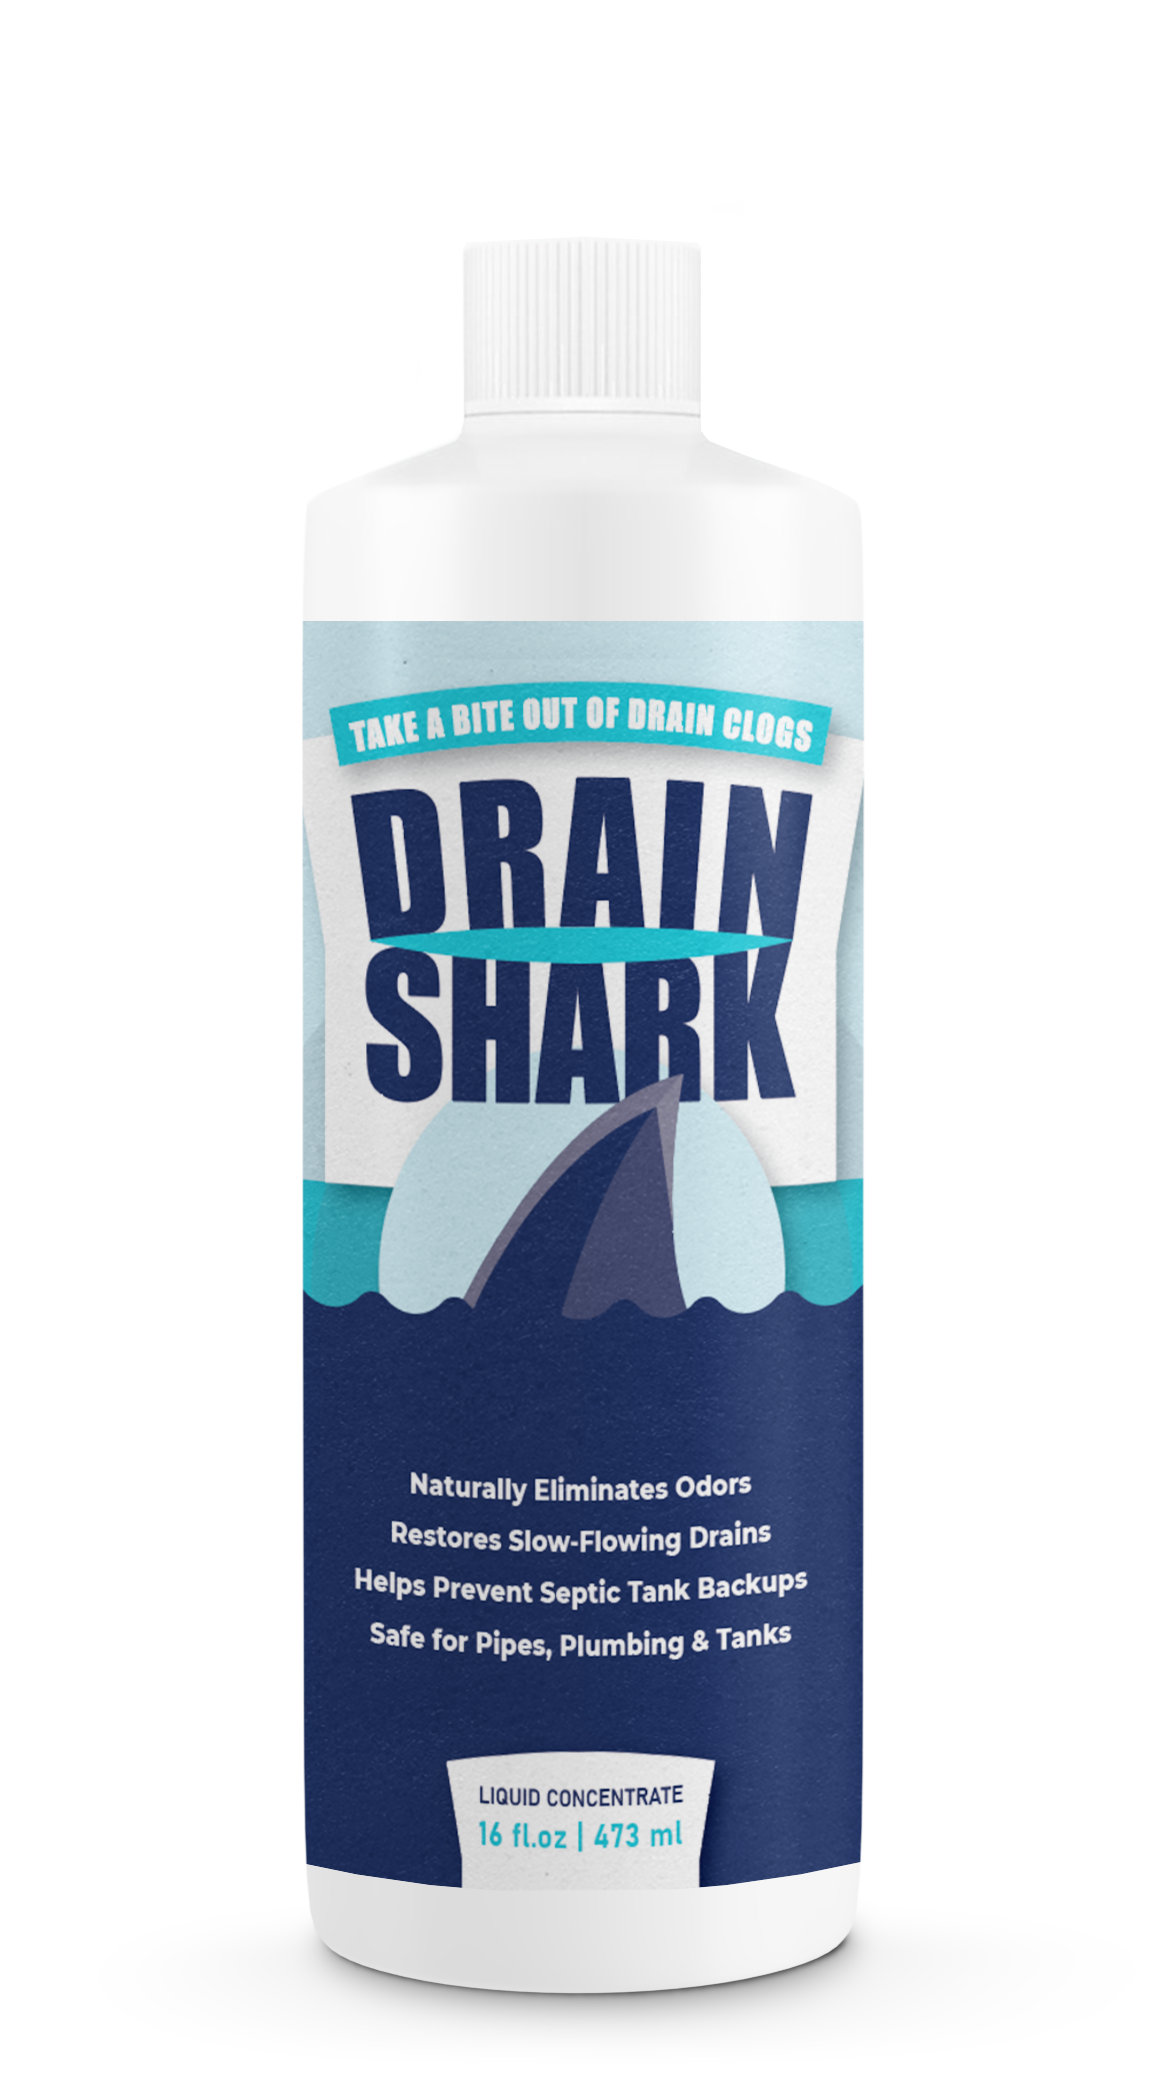 TAKE A BITE OUT OF DRAIN CLOGS
DRAIN
SHARK
Naturally Eliminates Odors
Restores Slow-Flowing Drains
Helps Prevent Septic Tank Backups
Safe for Pipes, Plumbing & Tanks
LIQUID CONCENTRATE
16 fl.oz | 473 ml